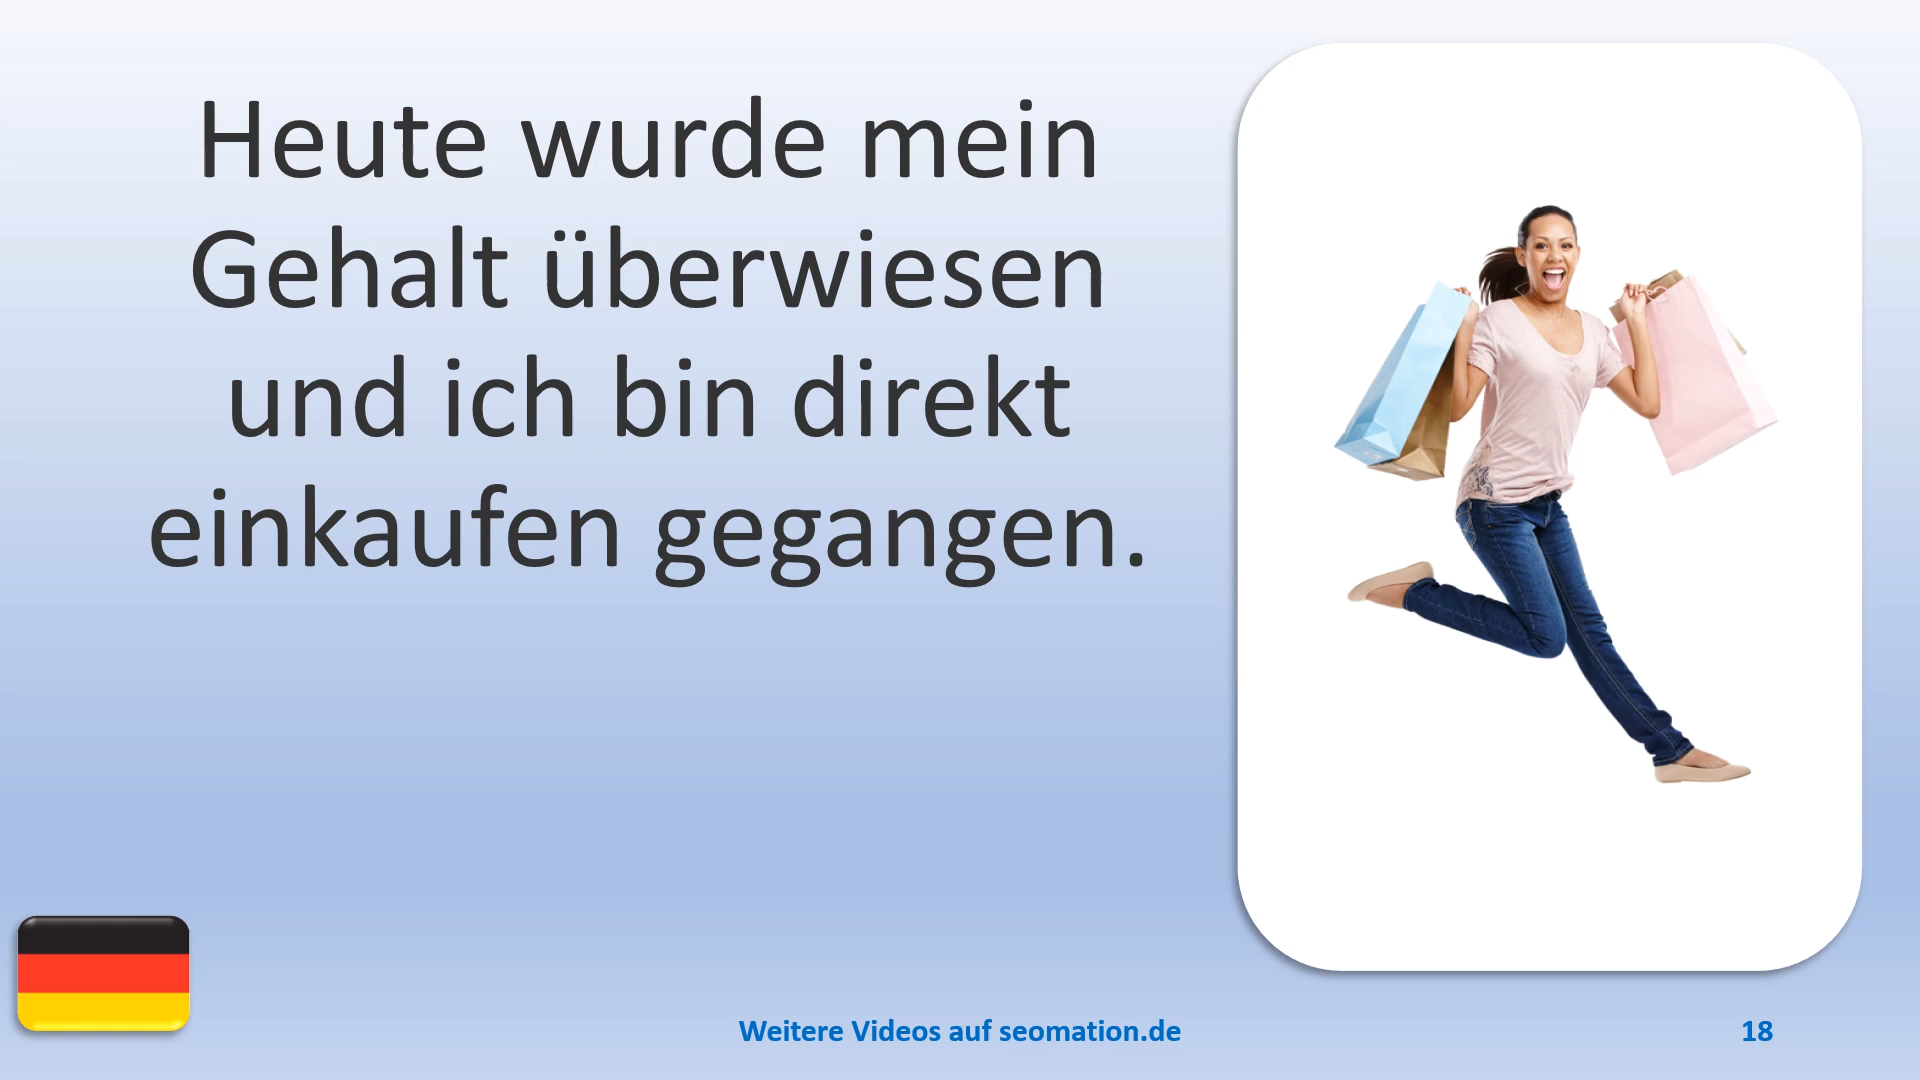 Heute wurde mein
Gehalt überwiesen
und ich bin direkt
einkaufen gegangen.
Weitere Videos auf seomation.de
18